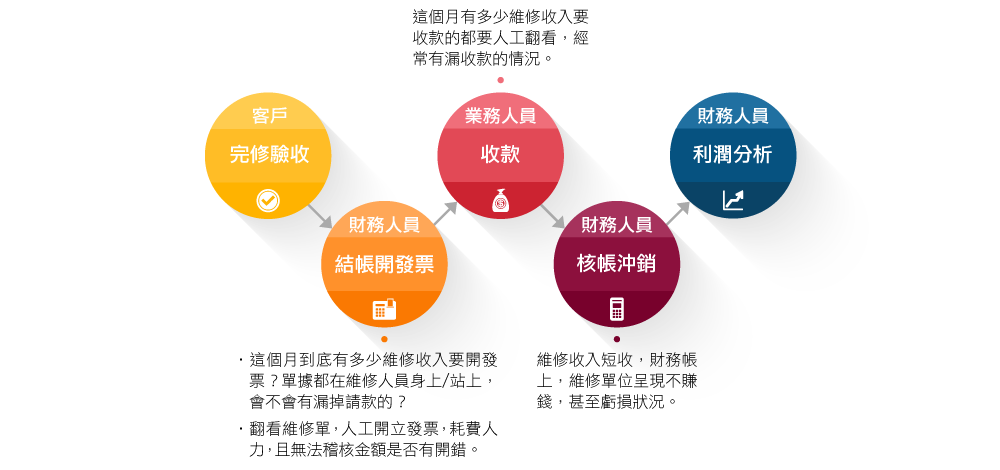 這個月有多少維修收入要
收款的都要人工翻看，經
常有漏收款的情況。
客戶
完修驗收
業務人員
收款
財務人員
利潤分析
財務人員
結帳開發票
財務人員
核帳沖銷
・這個月到底有多少維修收入要開發
票？單據都在維修人員身上/站上，
會不會有漏掉請款的？
・翻看維修單，人工開立發票，耗費人
力，且無法稽核金額是否有開錯。
維修收入短收，財務帳
上，維修單位呈現不賺
錢，甚至虧損狀況。